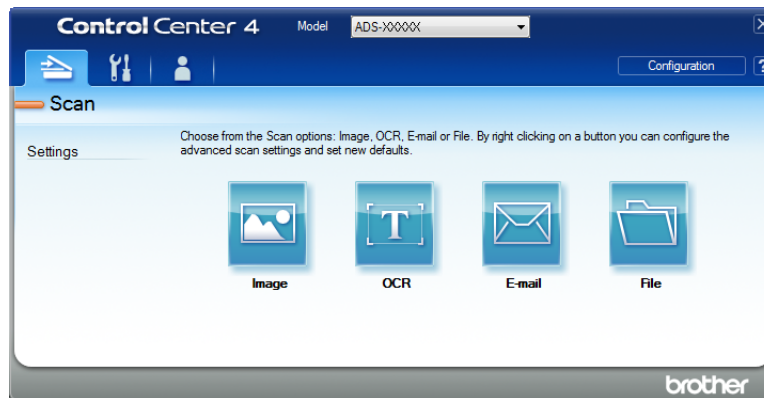 ControlCenter 4 Model ADS-XXXXX
Configuration ?
Scan
Settings
Choose from the Scan options: Image, OCR, E-mail or File. By right clicking on a button you can configure the
advanced scan settings and set new defaults.
T
Image OCR E-mail File
brother